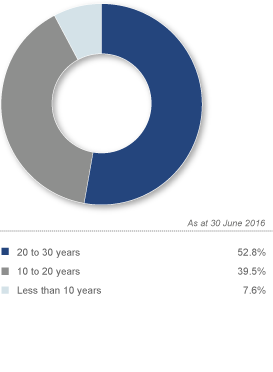 As at 30 June 2016
20 to 30 years 52.8%
10 to 20 years 39.5%
Less than 10 years 7.6%